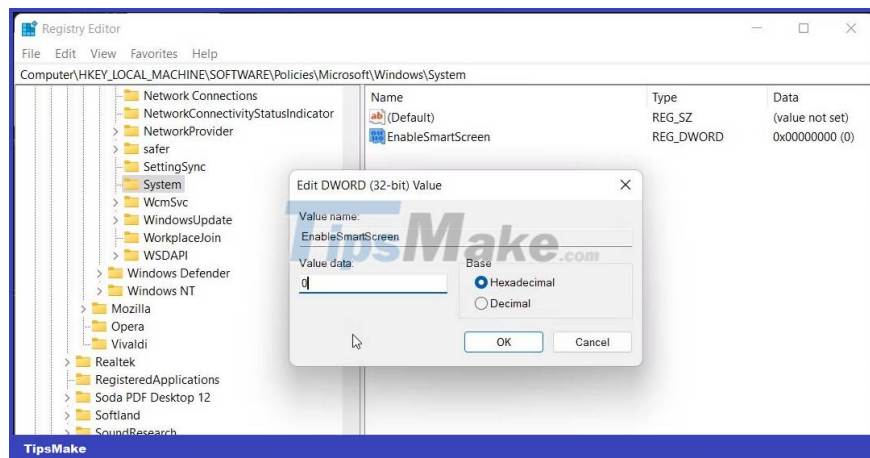 Registry Editor
File Edit View Favorites Help
Computer\HKEY_LOCAL_MACHINE\SOFTWARE\Policies\Microsoft\Windows\System
Network Connections
NetworkConnectivityStatusIndicator
NetworkProvider
safer
SettingSync
System
WcmSvc
WindowsUpdate
WorkplaceJoin
WSDAPI
Windows Defender
Windows NT
Mozilla
Opera
Vivaldi
Realtek
RegisteredApplications
Soda PDF Desktop 12
Softland
SoundResearch
Name Type Data
ab (Default) REG_SZ (value not set)
EnableSmartScreen REG_DWORD 0x00000000 (0)
Edit DWORD (32-bit) Value
Value name:
EnableSmartScreen
Value data:
0
Base
Hexadecimal
Decimal
OK Cancel
TipsMake.com
TipsMake